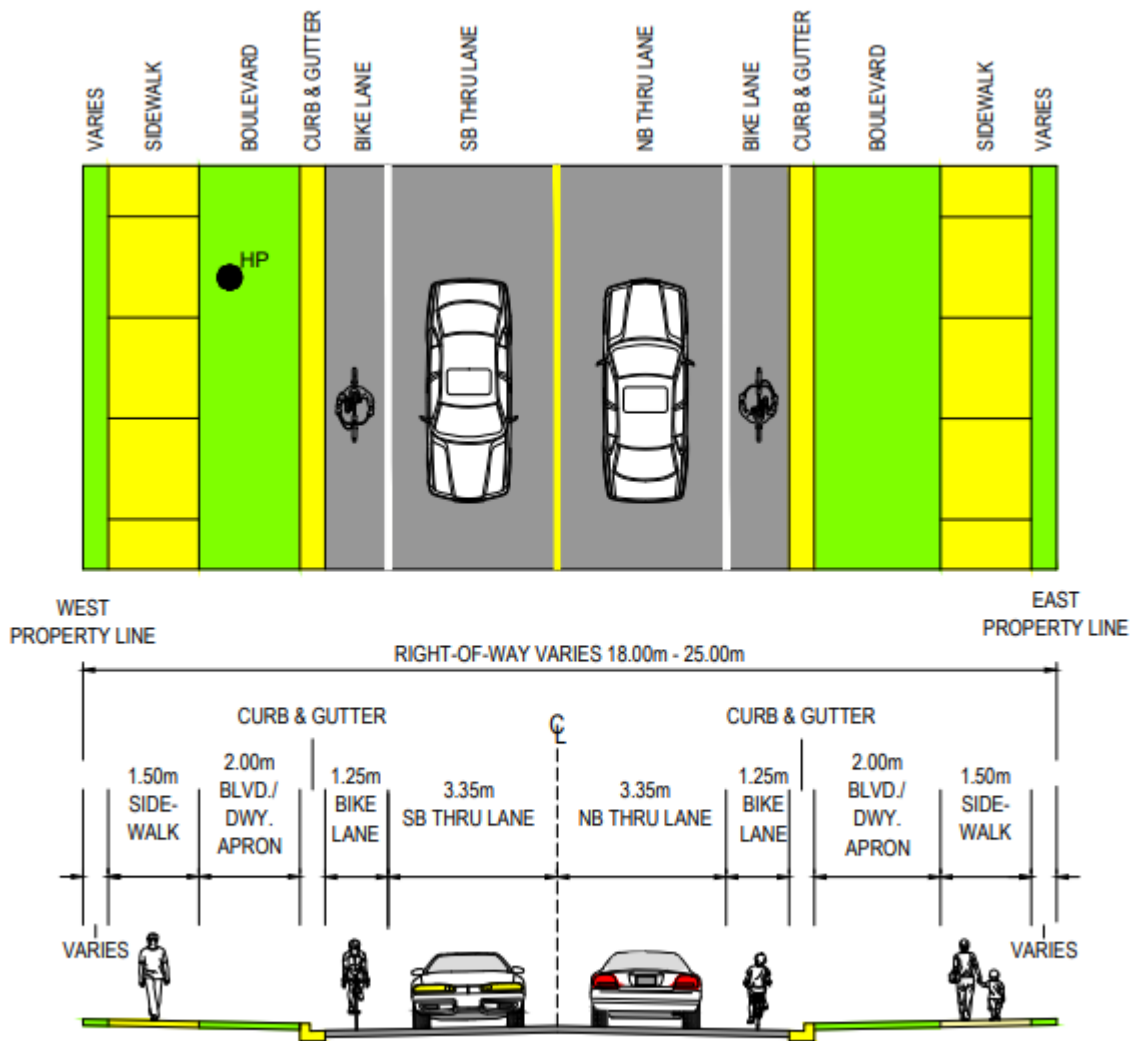 VARIES
SIDEWALK
BOULEVARD
CURB & GUTTER
BIKE LANE
SB THRU LANE
NB THRU LANE
BIKE LANE
CURB & GUTTER
BOULEVARD
SIDEWALK
VARIES
HP
WEST
PROPERTY LINE
EAST
PROPERTY LINE
RIGHT-OF-WAY VARIES 18.00m - 25.00m
CURB & GUTTER
CL
CURB & GUTTER
1.50m
SIDE-
WALK
2.00m
BLVD./
DWY.
APRON
1.25m
BIKE
LANE
3.35m
SB THRU LANE
3.35m
NB THRU LANE
1.25m
BIKE
LANE
2.00m
BLVD./
DWY.
APRON
1.50m
SIDE-
WALK
VARIES
VARIES